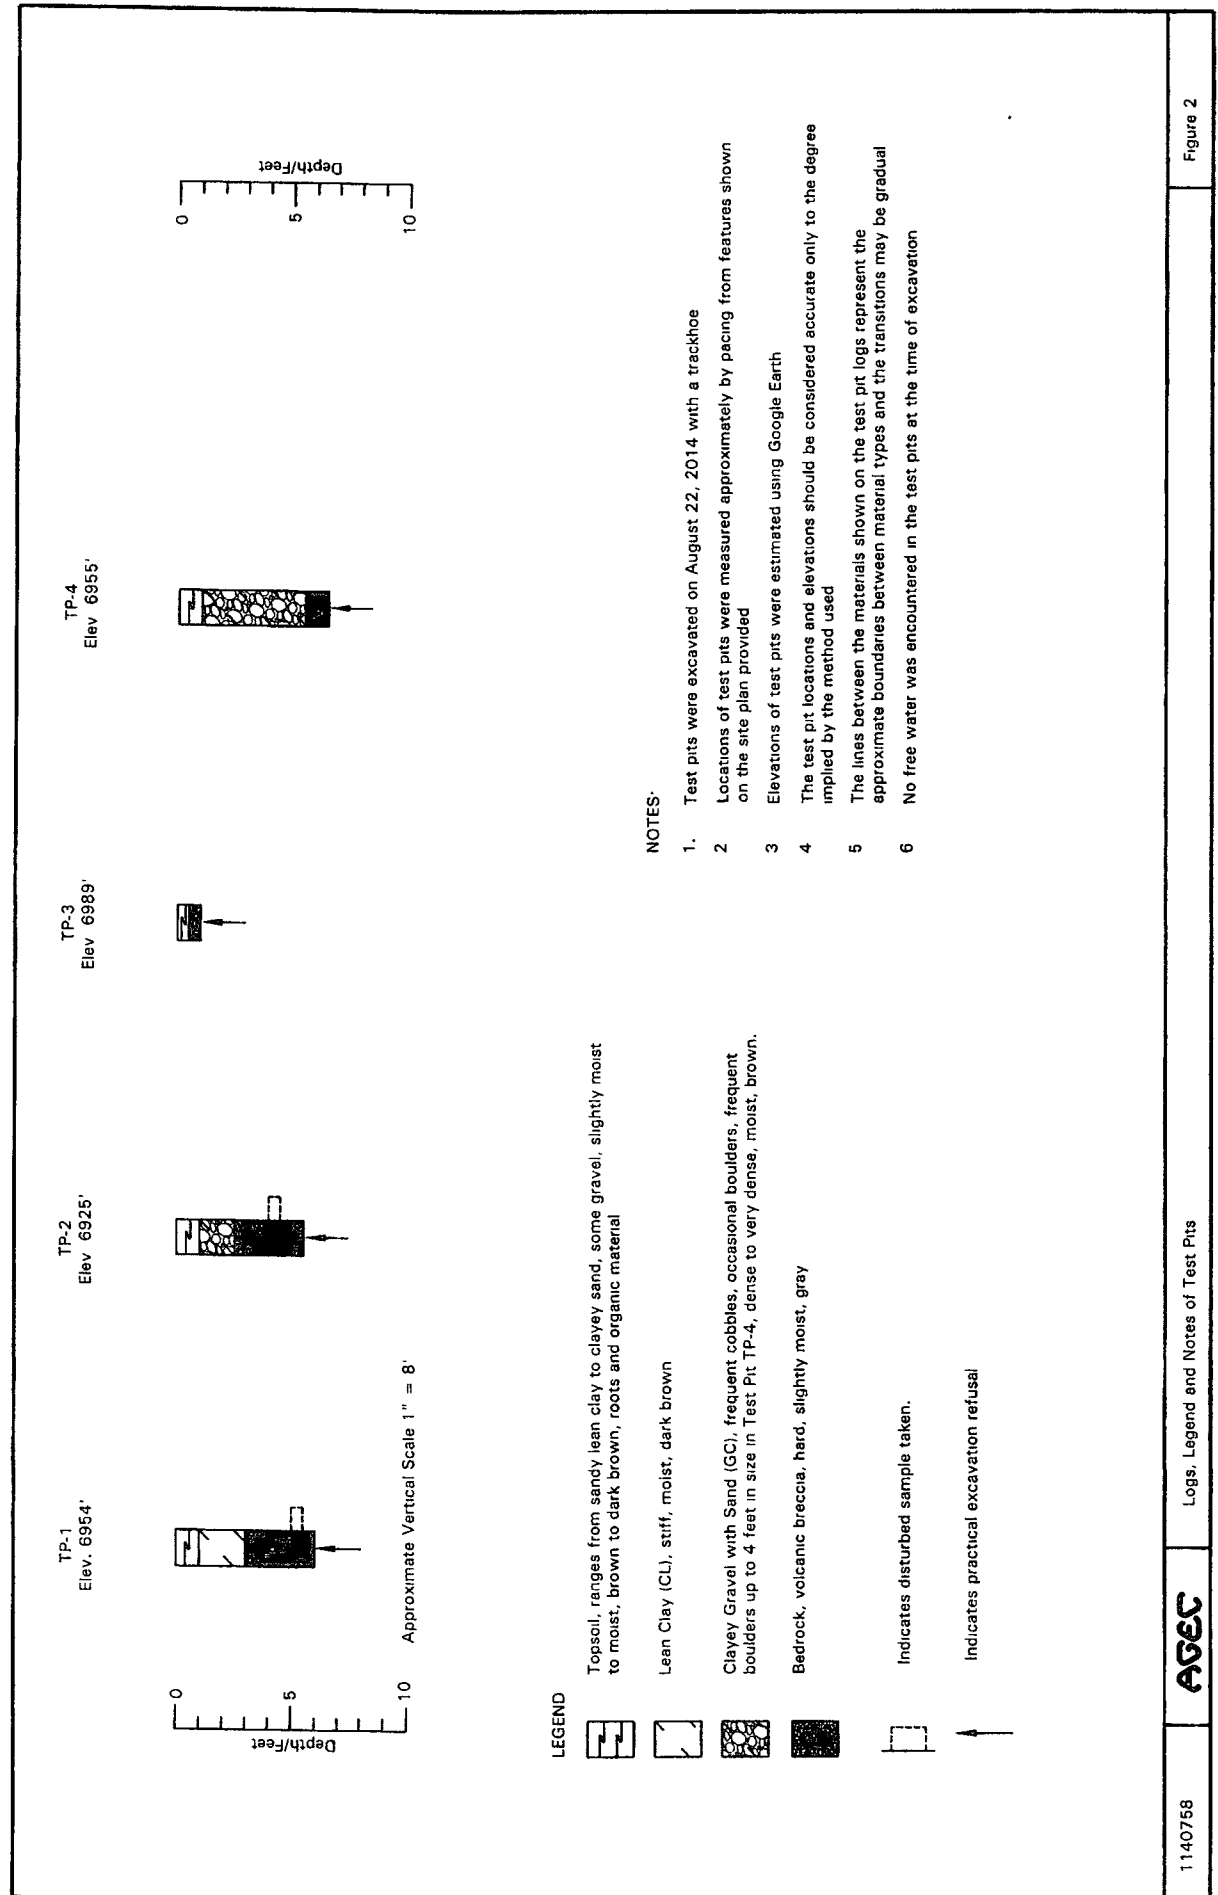 TP-1
Elev. 6954'
TP-2
Elev 6925'
TP-3
Elev 6989'
TP-4
Elev 6955'
0
5
10
Depth/Feet
0
5
10
Depth/Feet
Approximate Vertical Scale 1" = 8'
LEGEND
Topsoil, ranges from sandy lean clay to clayey sand, some gravel, slightly moist
to moist, brown to dark brown, roots and organic material
Lean Clay (CL), stiff, moist, dark brown
Clayey Gravel with Sand (GC), frequent cobbles, occasional boulders, frequent
boulders up to 4 feet in size in Test Pit TP-4, dense to very dense, moist, brown.
Bedrock, volcanic breccia, hard, slightly moist, gray
Indicates disturbed sample taken.
Indicates practical excavation refusal
NOTES·
1. Test pits were excavated on August 22, 2014 with a trackhoe
2 Locations of test pits were measured approximately by pacing from features shown
on the site plan provided
3 Elevations of test pits were estimated using Google Earth
4 The test pit locations and elevations should be considered accurate only to the degree
implied by the method used
5 The lines between the materials shown on the test pit logs represent the
approximate boundaries between material types and the transitions may be gradual
6 No free water was encountered in the test pits at the time of excavation
1140758
AGEC
Logs, Legend and Notes of Test Pits
Figure 2